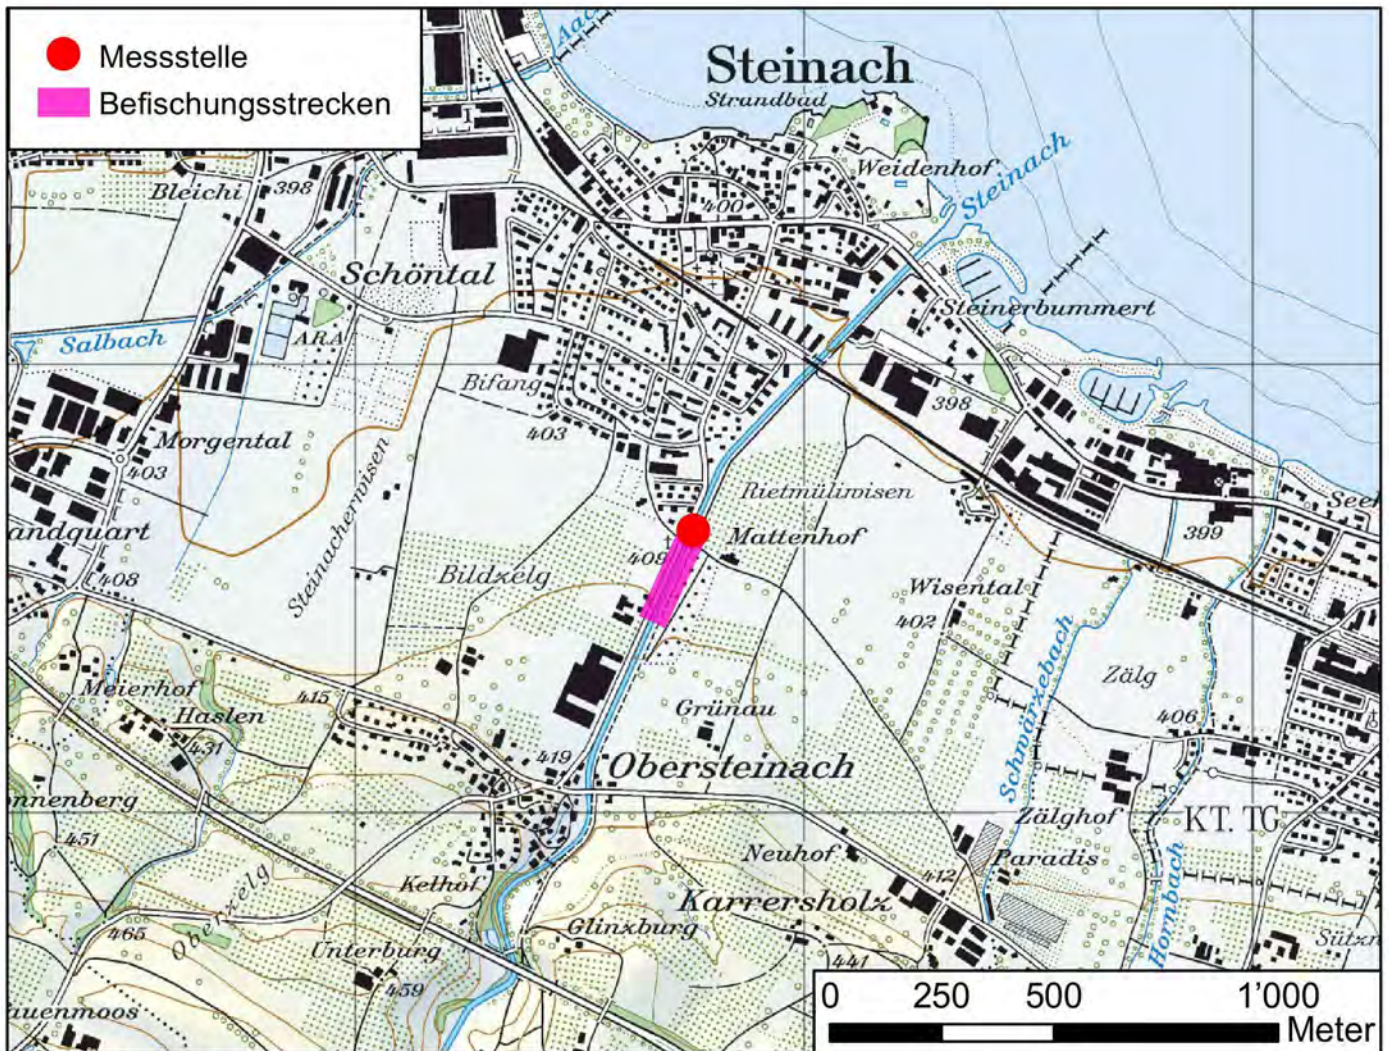 Messstelle
Befischungsstrecken
Steinach
Strandbad
Weidenhof
Steinach
Bleichi
398
400
Schöntal
Steinerbummert
Salbach
ARA
Bifang
398
403
Morgental
403
Steinacherwisen
Rietmüliwisen
Mattenhof
409
399
andquart
408
Bildzelg
Wisental
402
Schwärzebach
Zälg
Meierhof
Haslen
415
431
Grünau
406
419
Obersteinach
onnenberg
451
Zälghof
KT. TG
Neuhof
Paradis
412
Hornbach
Kelhof
Karrersholz
Oberzelg
465
Glinzburg
Unterburg
441
459
auenmoos
0 250 500 1'000
Meter